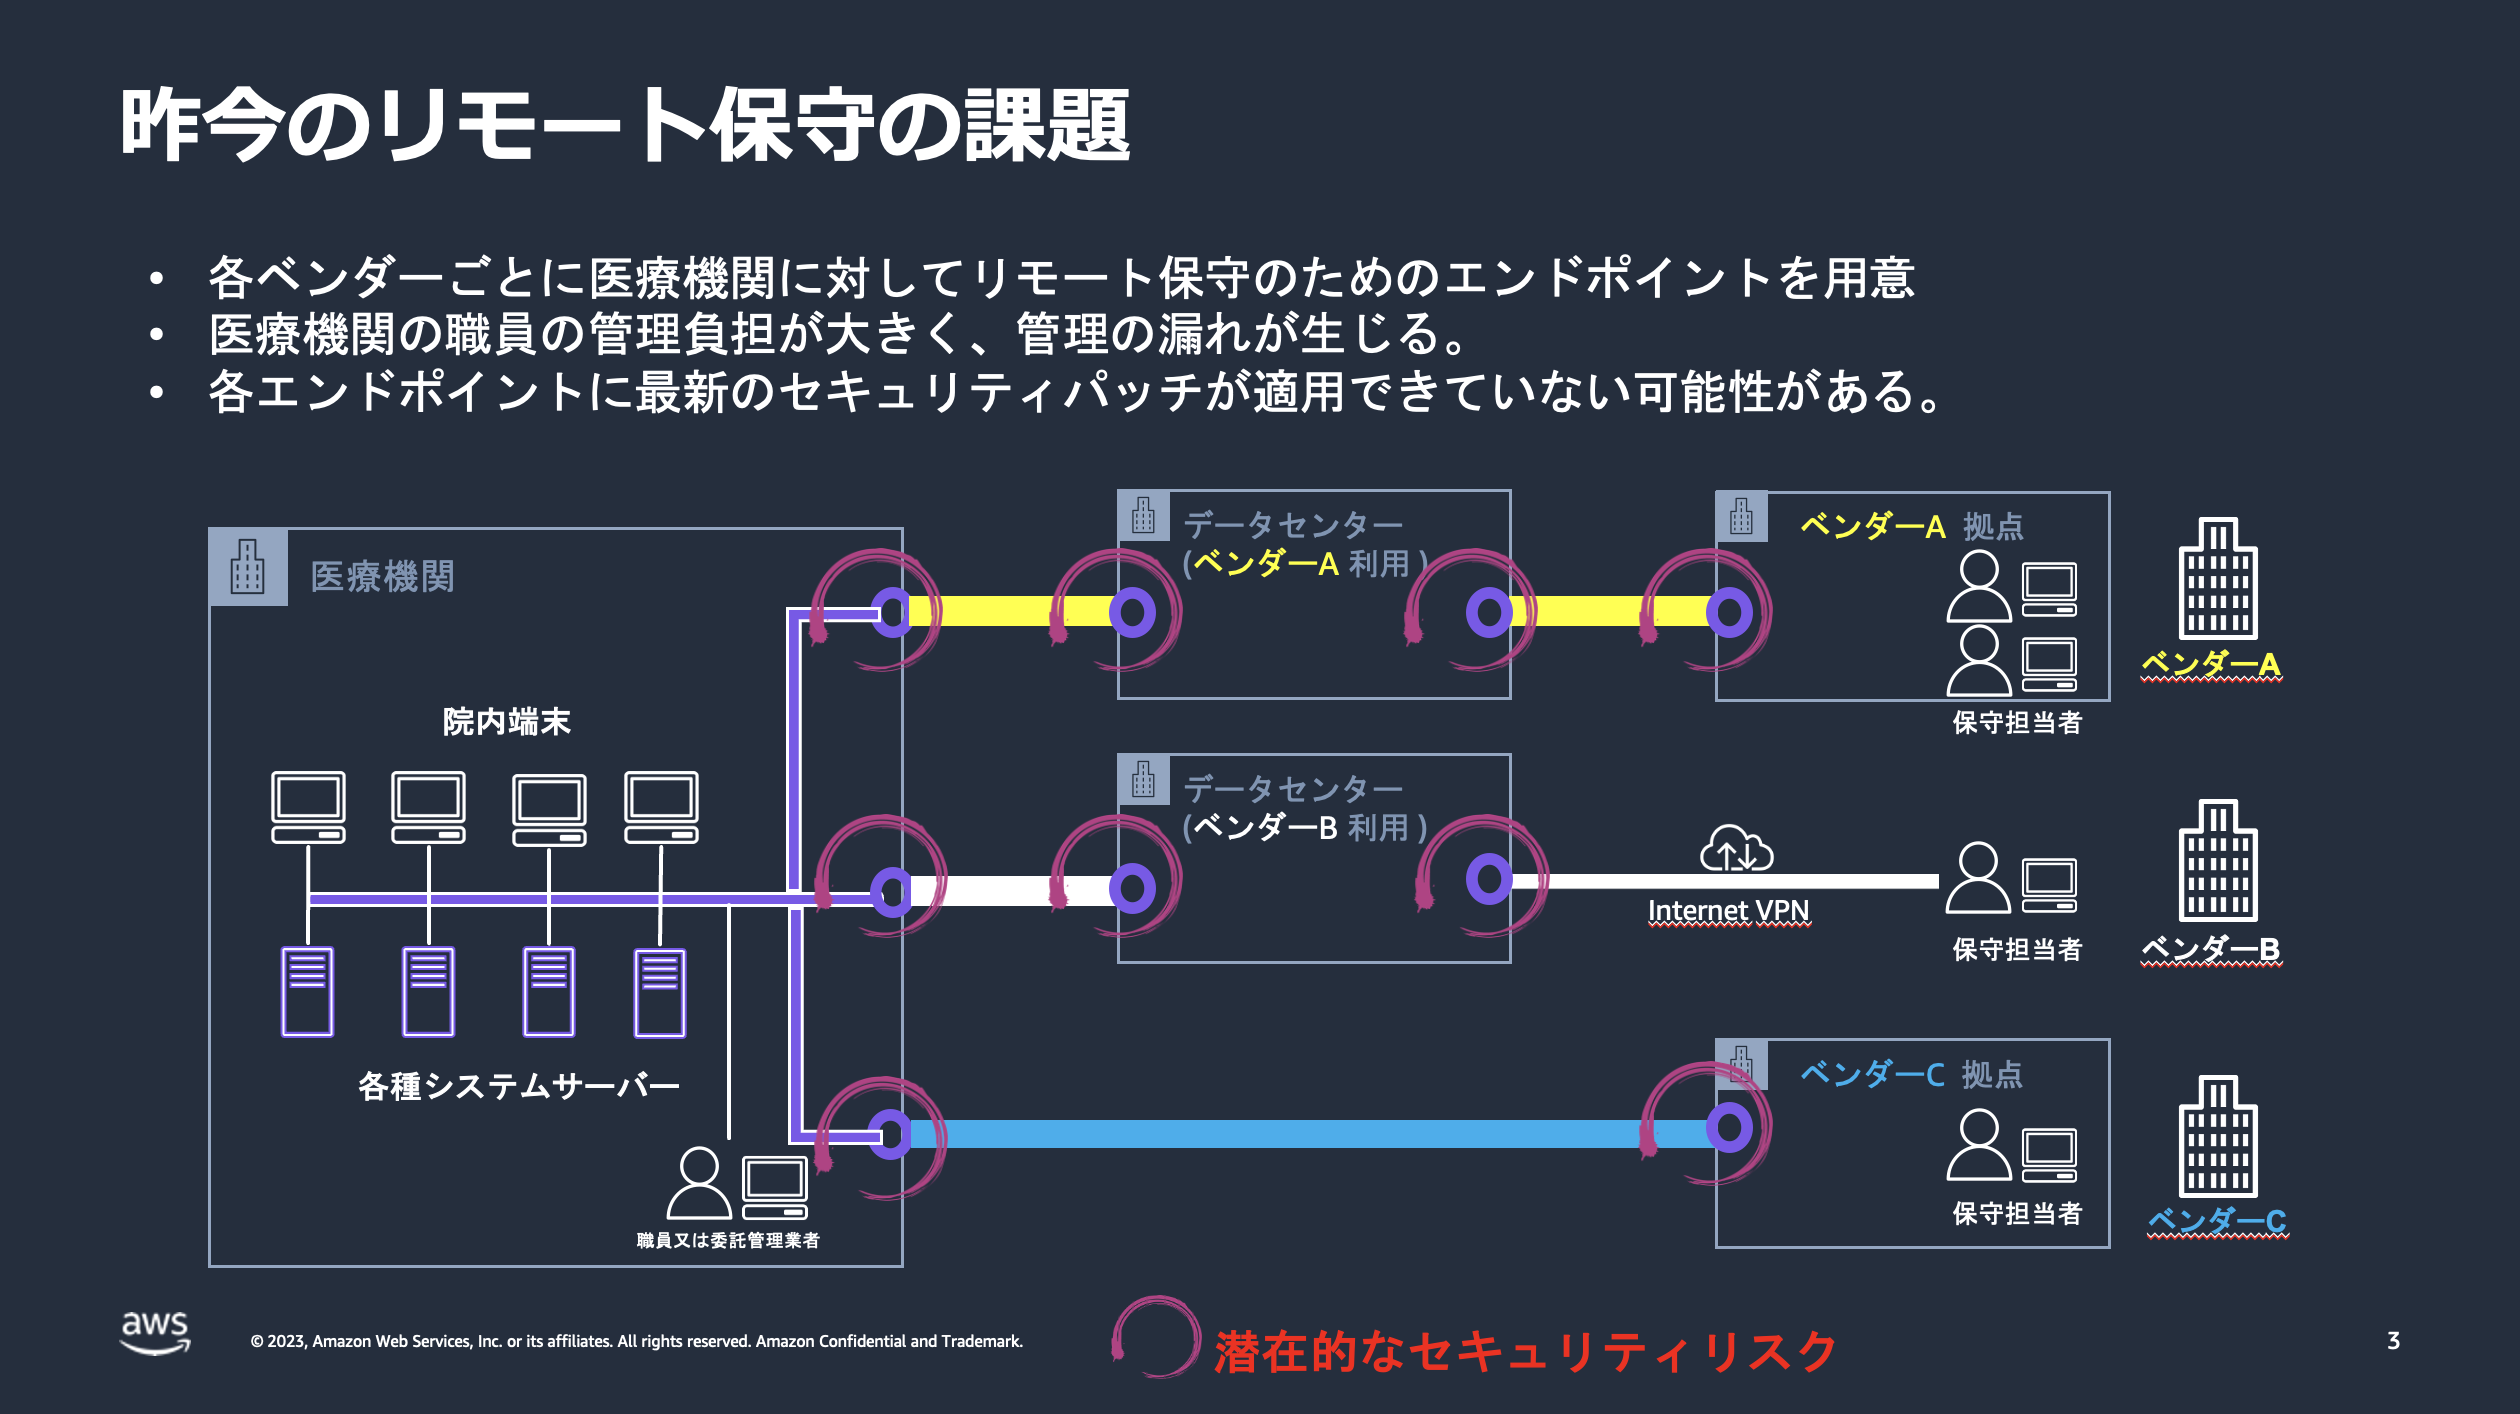 昨今のリモート保守の課題
• 各ベンダーごとに医療機関に対してリモート保守のためのエンドポイントを用意
• 医療機関の職員の管理負担が大きく、管理の漏れが生じる。
• 各エンドポイントに最新のセキュリティパッチが適用できていない可能性がある。
医療機関
院内端末
各種システムサーバー
職員又は委託管理業者
データセンター
(ベンダーA 利用 )
ベンダーA 拠点
保守担当者
ベンダーA
データセンター
(ベンダーB 利用 )
Internet VPN
保守担当者
ベンダーB
ベンダーC 拠点
保守担当者
ベンダーC
aws
© 2023, Amazon Web Services, Inc. or its affiliates. All rights reserved. Amazon Confidential and Trademark.
潜在的なセキュリティリスク
3